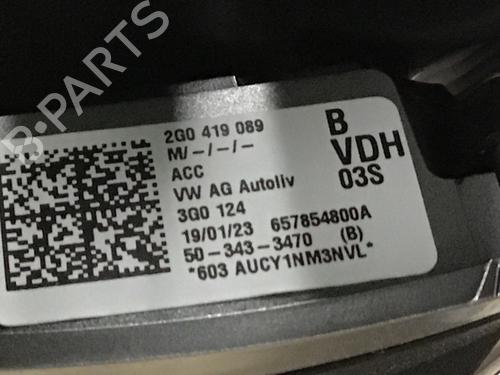 B-PARTS
2G0 419 089 B
M/-/-/- VDH
ACC 03S
VW AG Autoliv
3G0 124
19/01/23 657854800A
50-343-3470 (B)
*603 AUCY1NM3NVL*